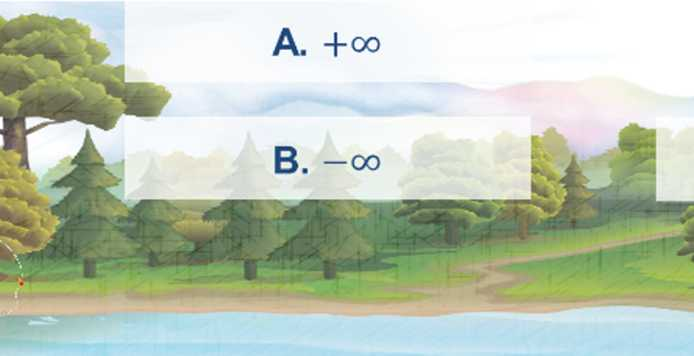 A. +∞
B. −∞